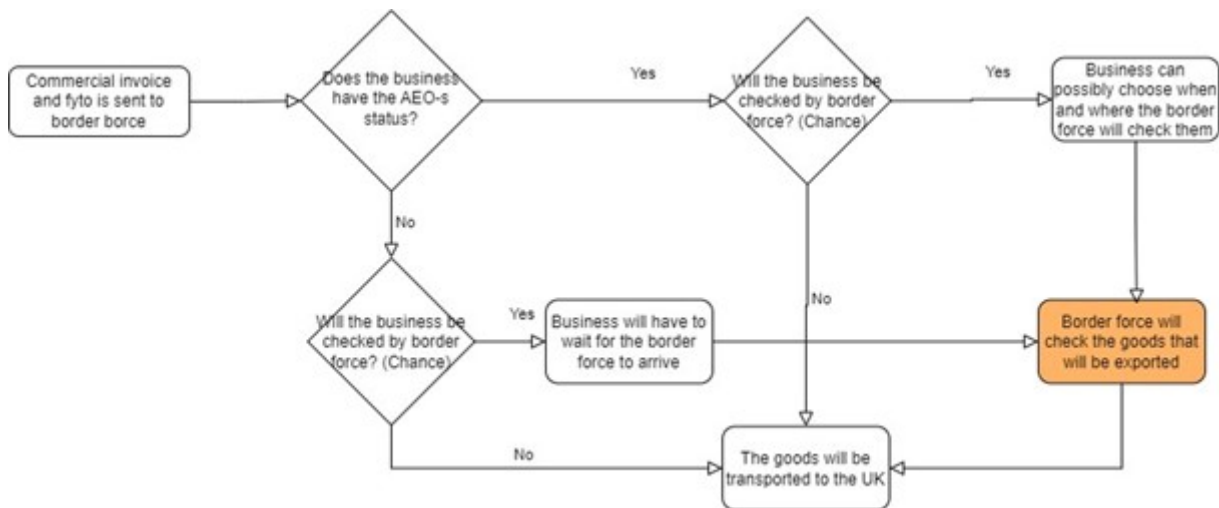 Commercial invoice
and fyto is sent to
border borce
Does the business
have the AEO-s
status?
Yes
Will the business be
checked by border
force? (Chance)
Yes
Business can
possibly choose when
and where the border
force will check them
No
No
Will the business be
checked by border
force? (Chance)
Yes
Business will have to
wait for the border
force to arrive
Border force will
check the goods that
will be exported
No
The goods will be
transported to the UK